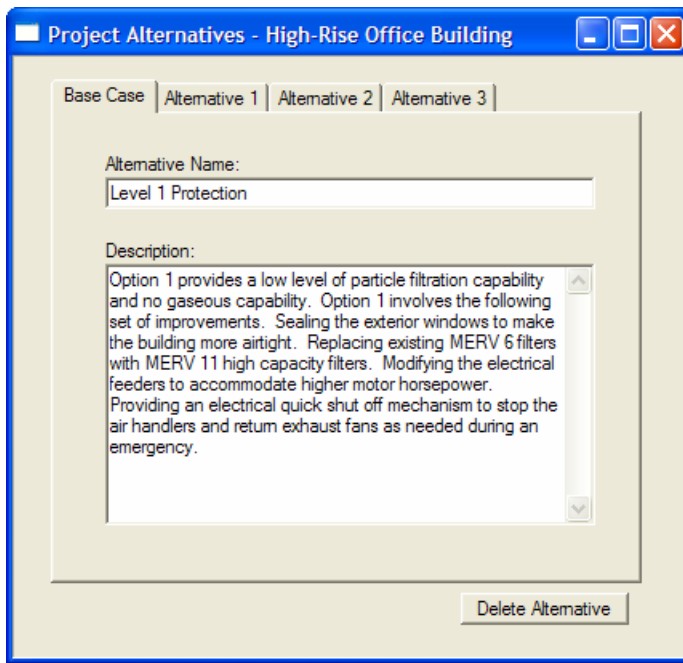 Project Alternatives - High-Rise Office Building
Base Case Alternative 1 Alternative 2 Alternative 3
Alternative Name:
Level 1 Protection
Description:
Option 1 provides a low level of particle filtration capability
and no gaseous capability.  Option 1 involves the following
set of improvements.  Sealing the exterior windows to make
the building more airtight.  Replacing existing MERV 6 filters
with MERV 11 high capacity filters.  Modifying the electrical
feeders to accommodate higher motor horsepower.
Providing an electrical quick shut off mechanism to stop the
air handlers and return exhaust fans as needed during an
emergency.
Delete Alternative